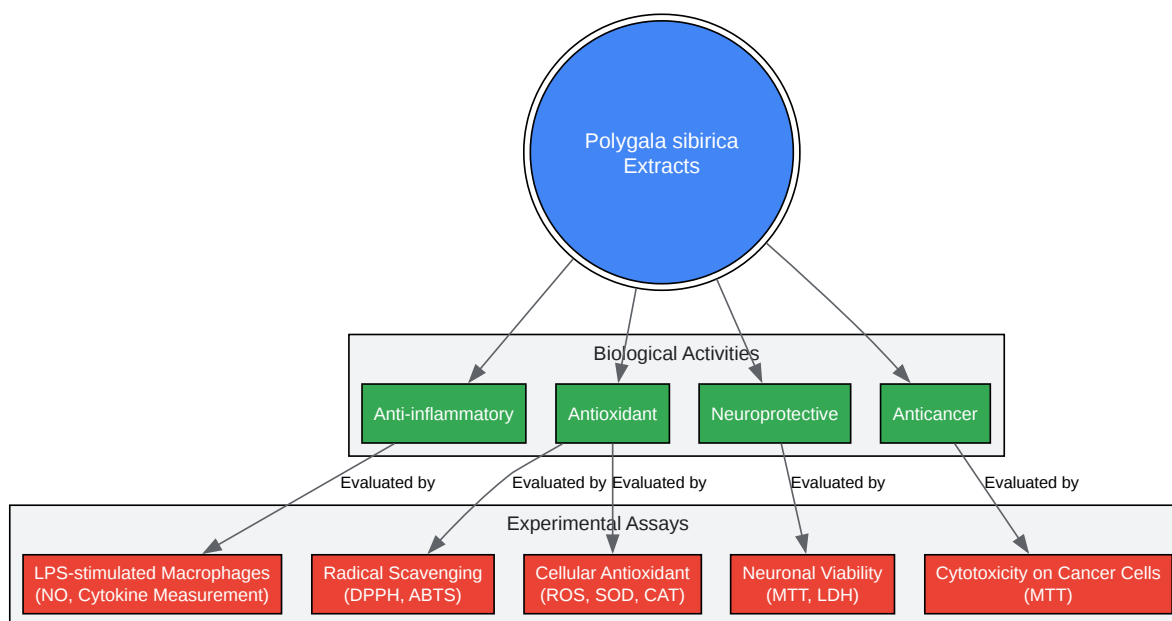 Polygala sibirica
Extracts
Biological Activities
Anti-inflammatory
Antioxidant
Neuroprotective
Anticancer
Evaluated by
Evaluated by
Evaluated by
Evaluated by
Evaluated by
Experimental Assays
LPS-stimulated Macrophages
(NO, Cytokine Measurement)
Radical Scavenging
(DPPH, ABTS)
Cellular Antioxidant
(ROS, SOD, CAT)
Neuronal Viability
(MTT, LDH)
Cytotoxicity on Cancer Cells
(MTT)